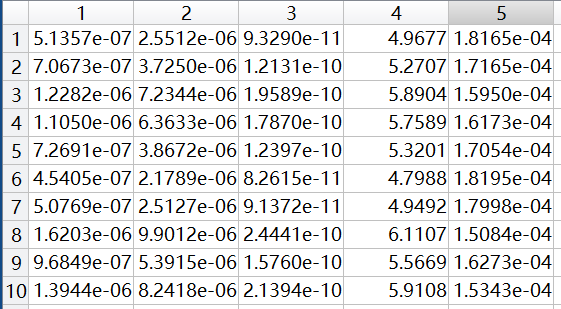 1 2 3 4 5
1 5.1357e-07 2.5512e-06 9.3290e-11 4.9677 1.8165e-04
2 7.0673e-07 3.7250e-06 1.2131e-10 5.2707 1.7165e-04
3 1.2282e-06 7.2344e-06 1.9589e-10 5.8904 1.5950e-04
4 1.1050e-06 6.3633e-06 1.7870e-10 5.7589 1.6173e-04
5 7.2691e-07 3.8672e-06 1.2397e-10 5.3201 1.7054e-04
6 4.5405e-07 2.1789e-06 8.2615e-11 4.7988 1.8195e-04
7 5.0769e-07 2.5127e-06 9.1372e-11 4.9492 1.7998e-04
8 1.6203e-06 9.9012e-06 2.4441e-10 6.1107 1.5084e-04
9 9.6849e-07 5.3915e-06 1.5760e-10 5.5669 1.6273e-04
10 1.3944e-06 8.2418e-06 2.1394e-10 5.9108 1.5343e-04